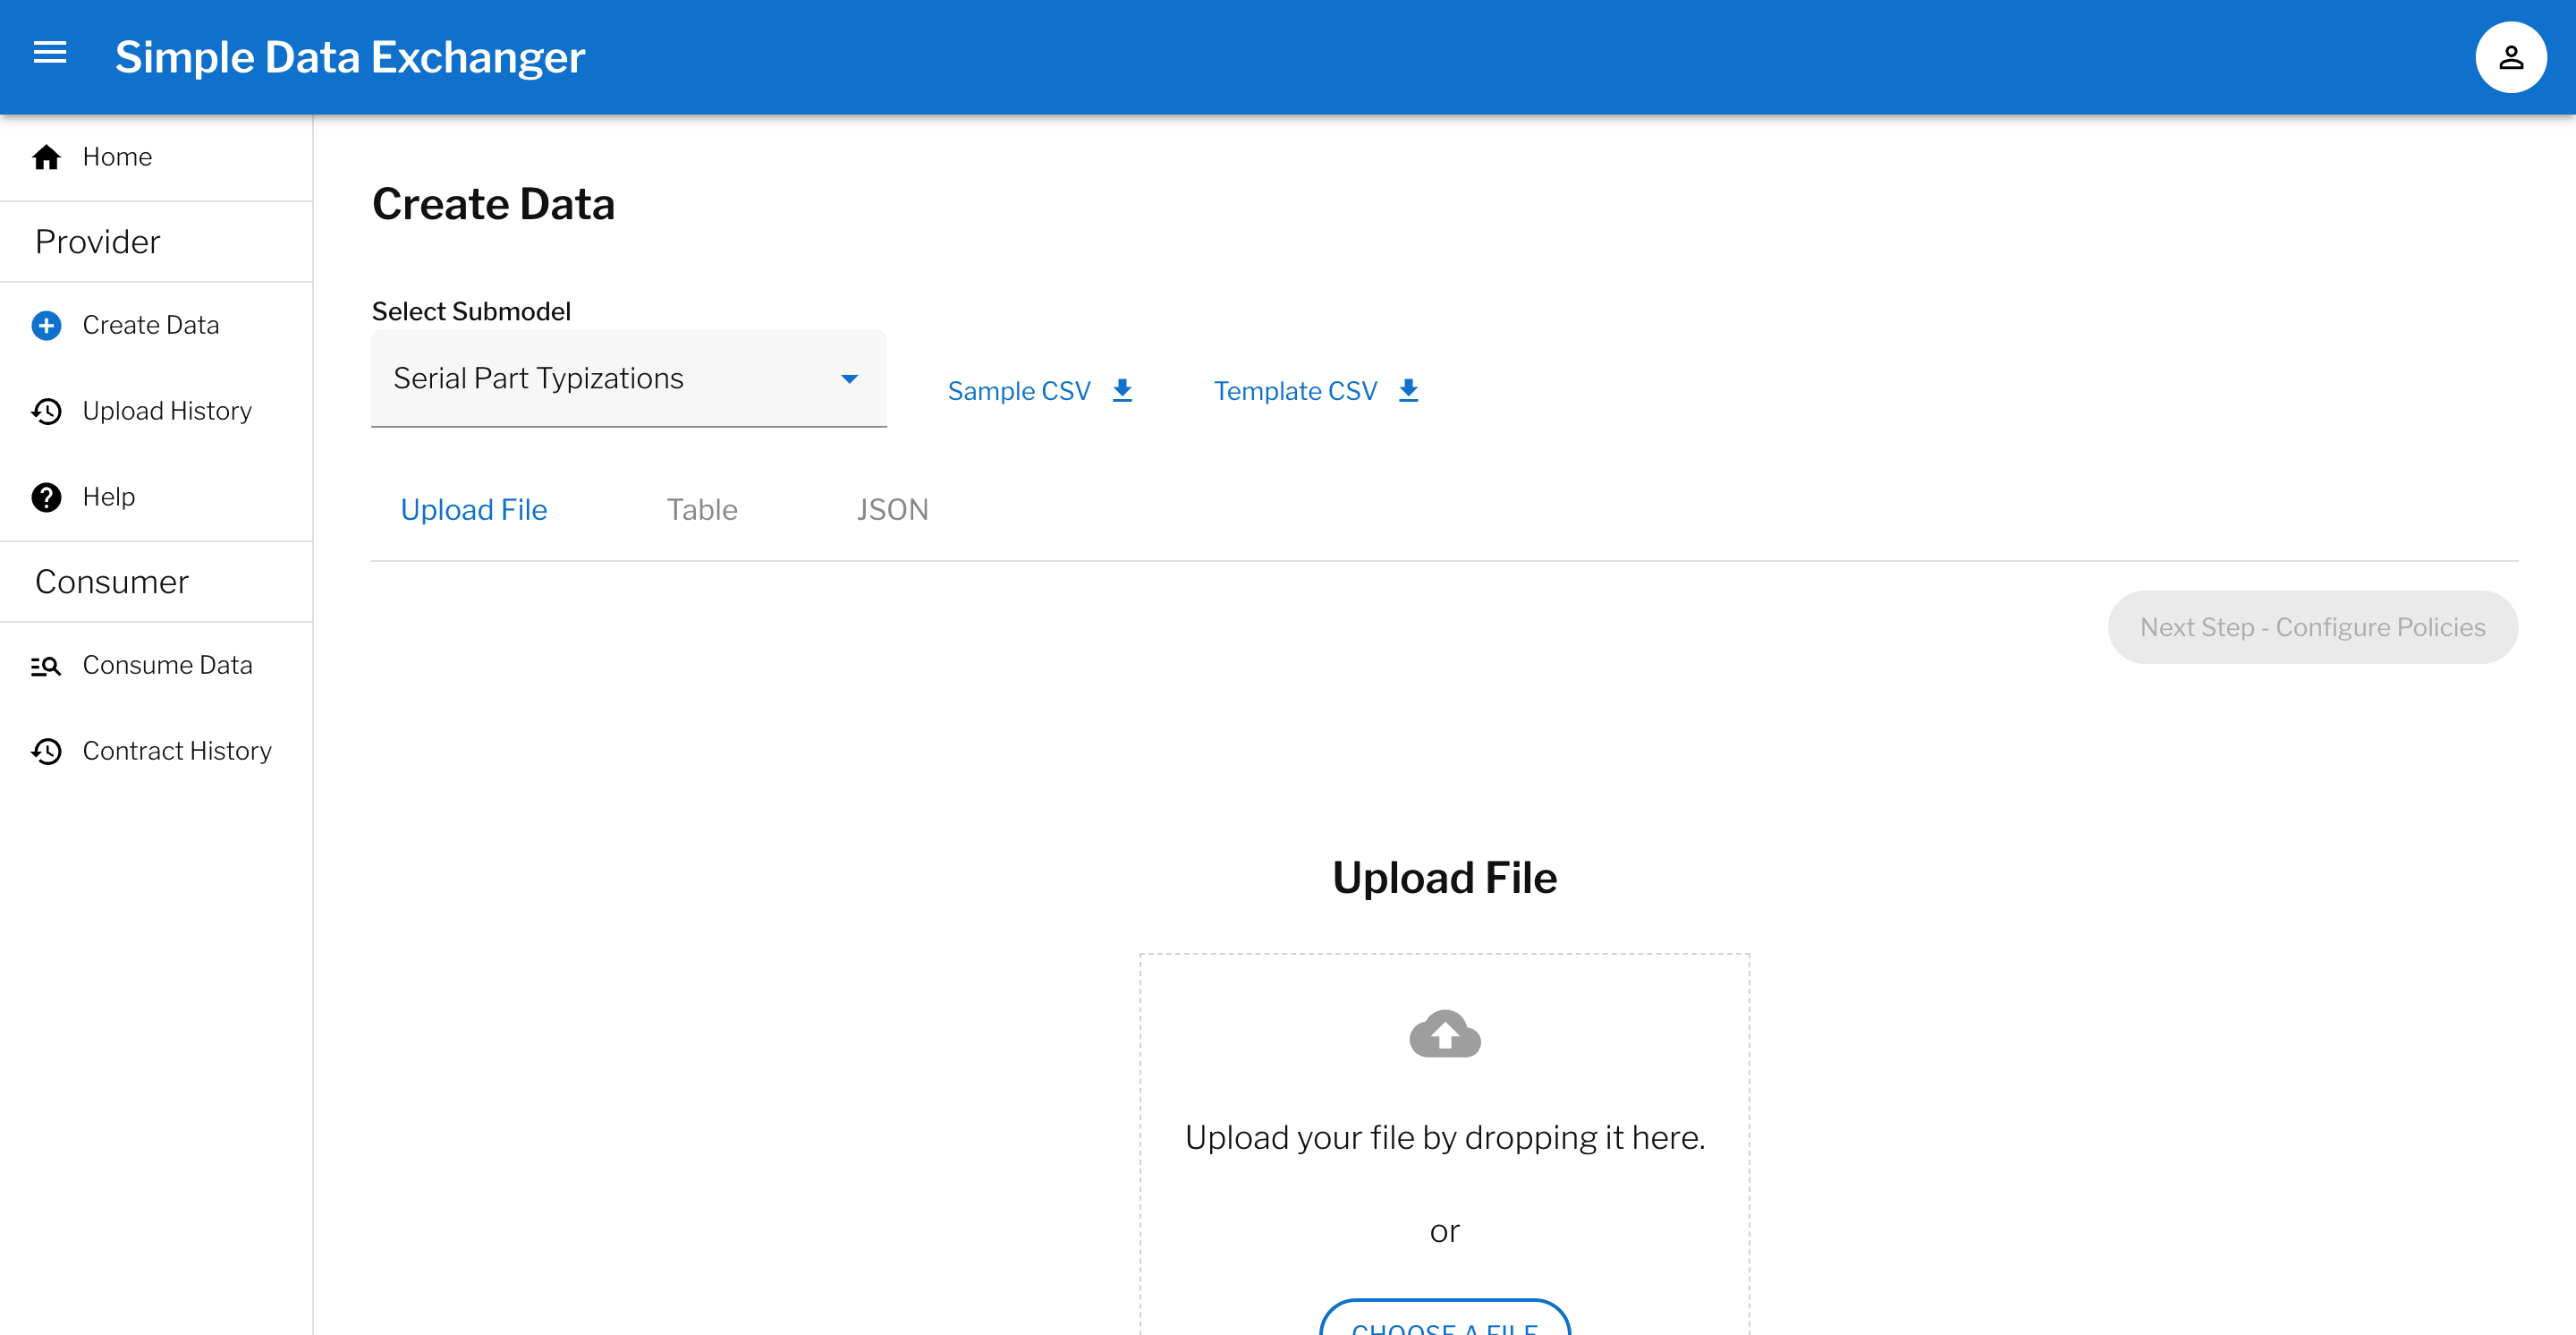 Simple Data Exchanger
Home
Provider
Create Data
Upload History
Help
Consumer
Consume Data
Contract History
Create Data
Select Submodel
Serial Part Typizations
Sample CSV
Template CSV
Upload File
Table
JSON
Next Step - Configure Policies
Upload File
Upload your file by dropping it here.
or
CHOOSE A FILE